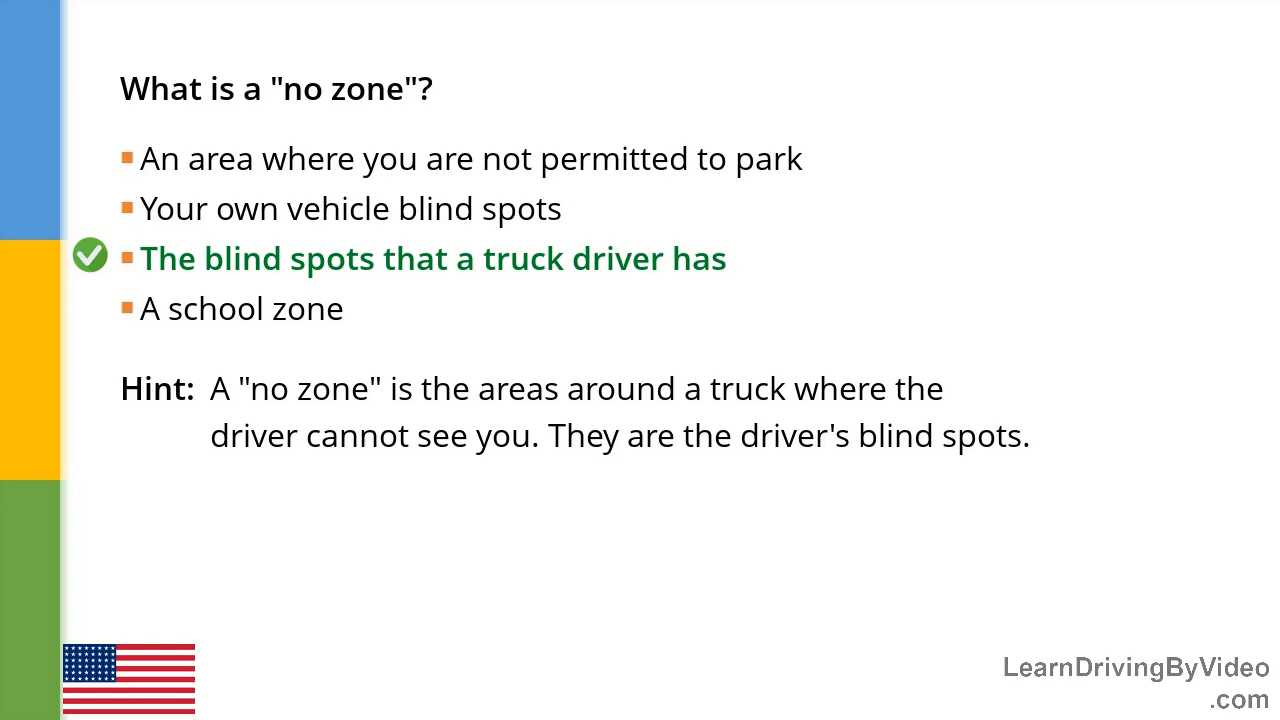 What is a "no zone"?
An area where you are not permitted to park
Your own vehicle blind spots
The blind spots that a truck driver has
A school zone
Hint: A "no zone" is the areas around a truck where the
driver cannot see you. They are the driver's blind spots.
LearnDrivingByVideo
.com